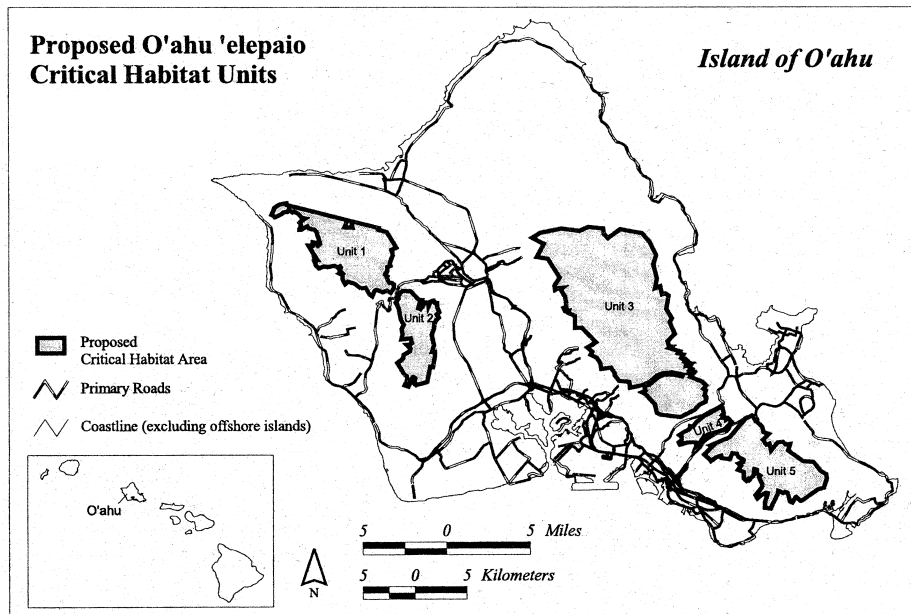 Proposed O'ahu 'elepaio
Critical Habitat Units
Island of O'ahu
Unit 1
Unit 2
Unit 3
Unit 4
Unit 5
Proposed
Critical Habitat Area
Primary Roads
Coastline (excluding offshore islands)
O'ahu
N
5 0 5 Miles
5 0 5 Kilometers